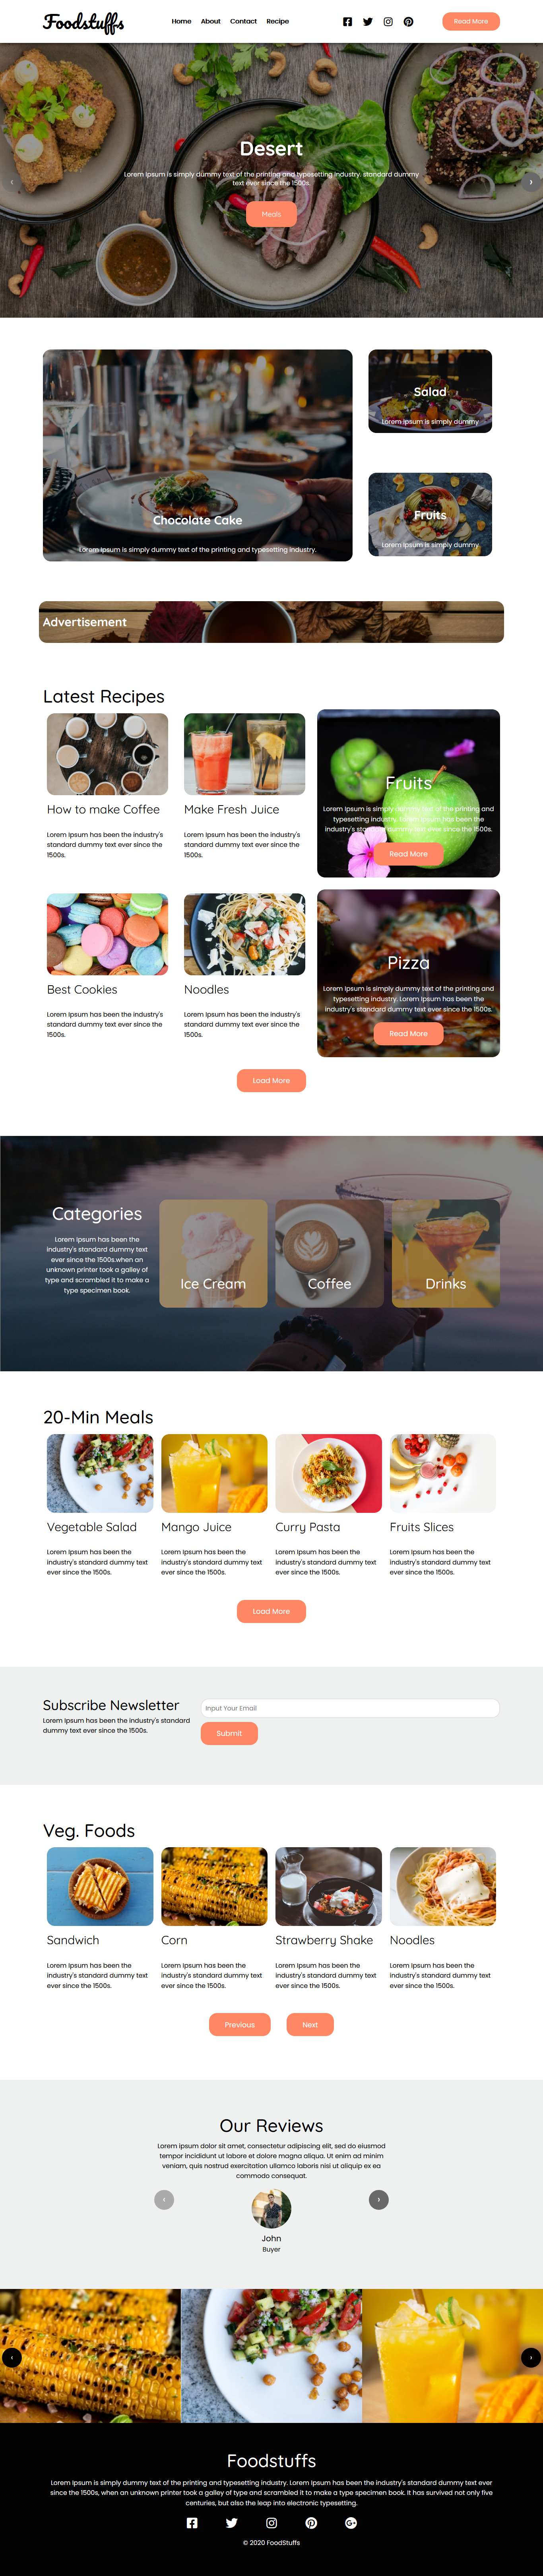 Foodstuffs
Home About Contact Recipe
Read More
Desert
Lorem Ipsum is simply dummy text of the printing and typesetting industry. standard dummy
text ever since the 1500s.
Meals
Chocolate Cake
Lorem Ipsum is simply dummy text of the printing and typesetting industry.
Salad
Lorem Ipsum is simply dummy
Fruits
Lorem Ipsum is simply dummy.
Advertisement
Latest Recipes
How to make Coffee
Lorem Ipsum has been the industry's
standard dummy text ever since the
1500s.
Make Fresh Juice
Lorem Ipsum has been the industry's
standard dummy text ever since the
1500s.
Fruits
Lorem Ipsum is simply dummy text of the printing and
typesetting industry. Lorem Ipsum has been the
industry's standard dummy text ever since the 1500s.
Read More
Best Cookies
Lorem Ipsum has been the industry's
standard dummy text ever since the
1500s.
Noodles
Lorem Ipsum has been the industry's
standard dummy text ever since the
1500s.
Pizza
Lorem Ipsum is simply dummy text of the printing and
typesetting industry. Lorem Ipsum has been the
industry's standard dummy text ever since the 1500s.
Read More
Load More
Categories
Lorem Ipsum has been the
industry's standard dummy text
ever since the 1500s.when an
unknown printer took a galley of
type and scrambled it to make a
type specimen book.
Ice Cream
Coffee
Drinks
20-Min Meals
Vegetable Salad
Lorem Ipsum has been the
industry's standard dummy text
ever since the 1500s.
Mango Juice
Lorem Ipsum has been the
industry's standard dummy text
ever since the 1500s.
Curry Pasta
Lorem Ipsum has been the
industry's standard dummy text
ever since the 1500s.
Fruits Slices
Lorem Ipsum has been the
industry's standard dummy text
ever since the 1500s.
Load More
Subscribe Newsletter
Lorem Ipsum has been the industry's standard
dummy text ever since the 1500s.
Input Your Email
Submit
Veg. Foods
Sandwich
Lorem Ipsum has been the
industry's standard dummy text
ever since the 1500s.
Corn
Lorem Ipsum has been the
industry's standard dummy text
ever since the 1500s.
Strawberry Shake
Lorem Ipsum has been the
industry's standard dummy text
ever since the 1500s.
Noodles
Lorem Ipsum has been the
industry's standard dummy text
ever since the 1500s.
Previous
Next
Our Reviews
Lorem ipsum dolor sit amet, consectetur adipiscing elit, sed do eiusmod
tempor incididunt ut labore et dolore magna aliqua. Ut enim ad minim
veniam, quis nostrud exercitation ullamco laboris nisi ut aliquip ex ea
commodo consequat.
John
Buyer
Foodstuffs
Lorem Ipsum is simply dummy text of the printing and typesetting industry. Lorem Ipsum has been the industry's standard dummy text ever
since the 1500s, when an unknown printer took a galley of type and scrambled it to make a type specimen book. It has survived not only five
centuries, but also the leap into electronic typesetting.
© 2020 FoodStuffs